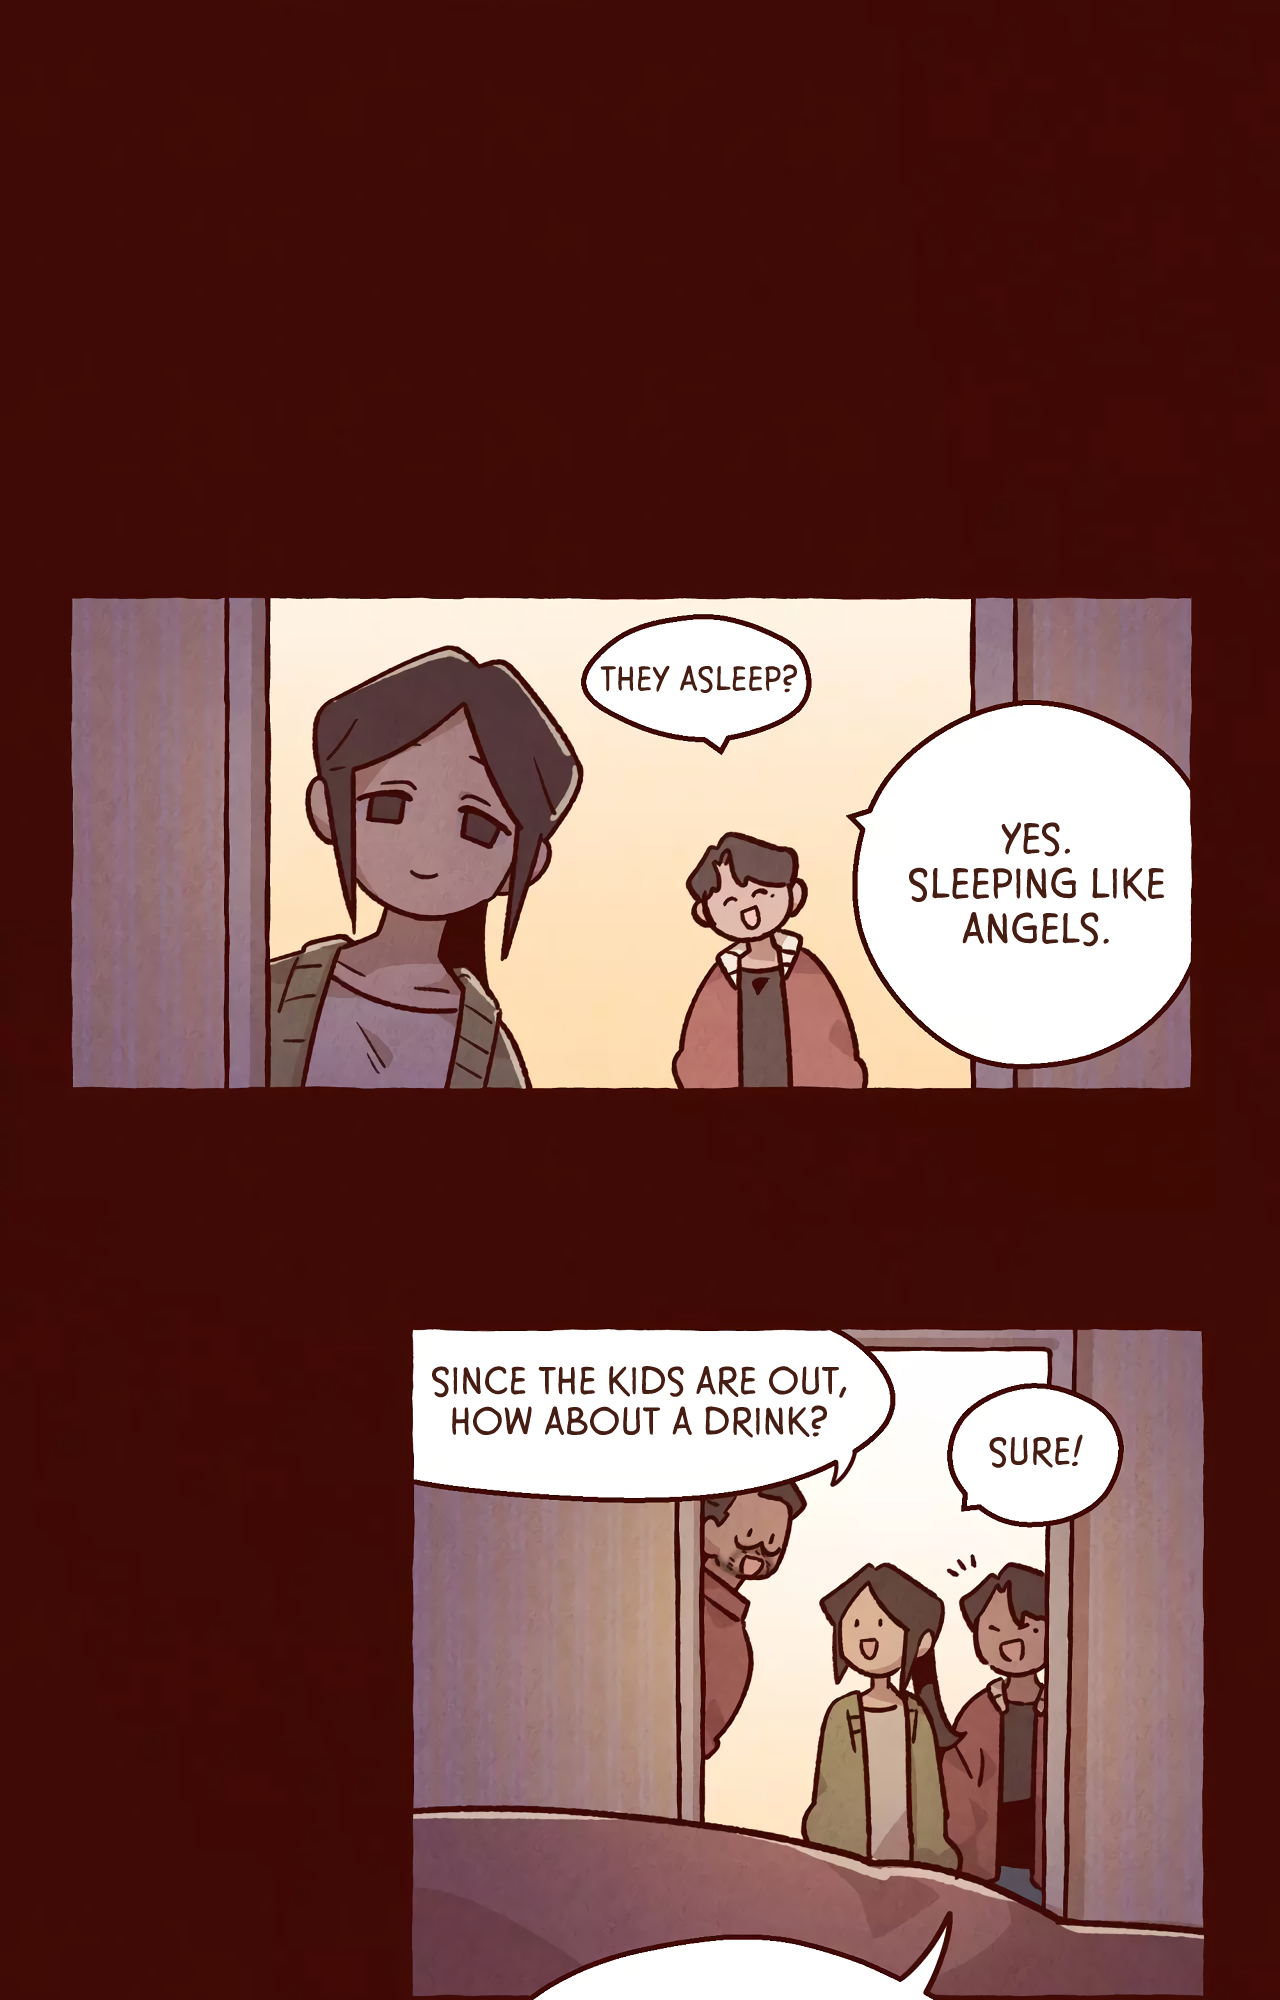 THEY ASLEEP?
YES.
SLEEPING LIKE
ANGELS.
SINCE THE KIDS ARE OUT,
HOW ABOUT A DRINK?
SURE!